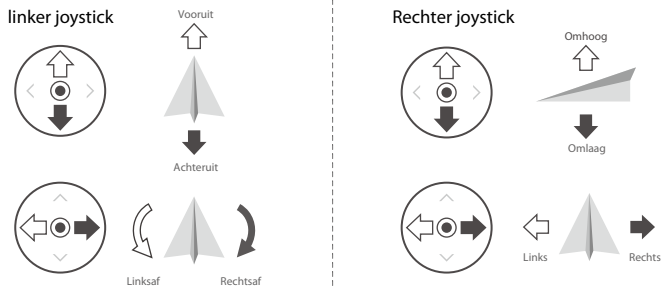 linker joystick
Vooruit
Achteruit
Linksaf
Rechtsaf
Rechter joystick
Omhoog
Omlaag
Links
Rechts